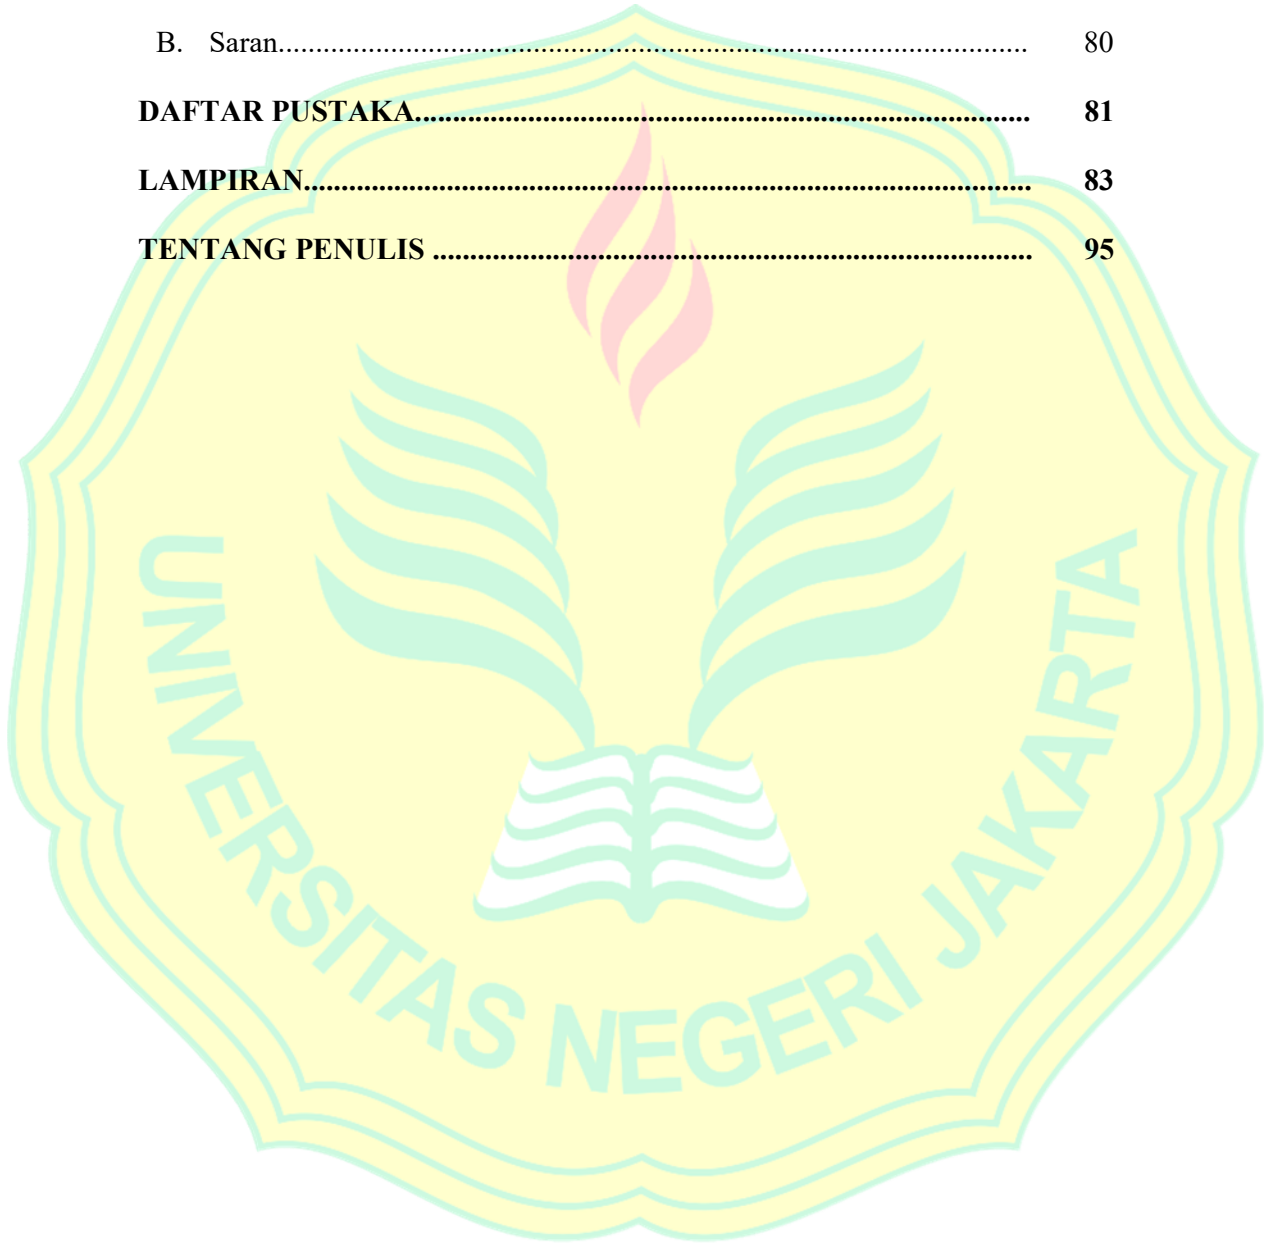 B. Saran.................................................................................................... 80
DAFTAR PUSTAKA................................................................................... 81
LAMPIRAN.................................................................................................. 83
TENTANG PENULIS ................................................................................ 95
UNIVERSITAS NEGERI JAKARTA